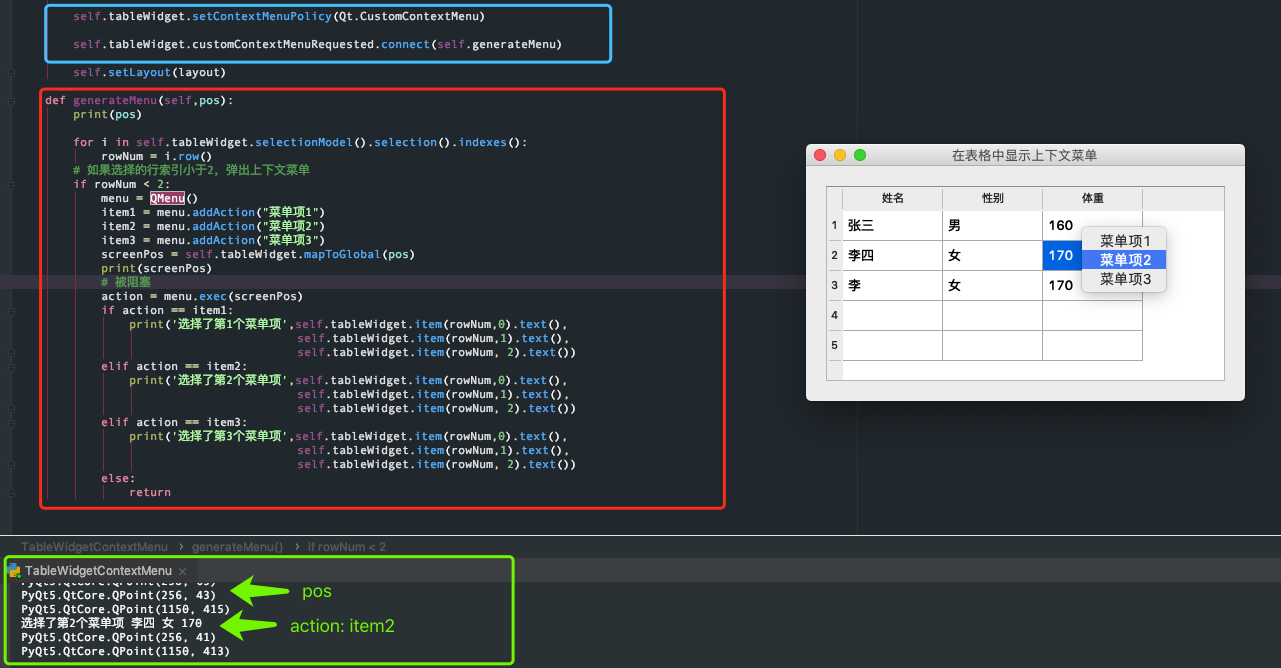 self.tableWidget.setContextMenuPolicy(Qt.CustomContextMenu)
self.tableWidget.customContextMenuRequested.connect(self.generateMenu)
self.setLayout(layout)
def generateMenu(self,pos):
print(pos)
for i in self.tableWidget.selectionModel().selection().indexes():
rowNum = i.row()
# 如果选择的行索引小于2，弹出上下文菜单
if rowNum < 2:
menu = QMenu()
item1 = menu.addAction("菜单项1")
item2 = menu.addAction("菜单项2")
item3 = menu.addAction("菜单项3")
screenPos = self.tableWidget.mapToGlobal(pos)
print(screenPos)
# 被阻塞
action = menu.exec(screenPos)
if action == item1:
print('选择了第1个菜单项',self.tableWidget.item(rowNum,0).text(),
self.tableWidget.item(rowNum,1).text(),
self.tableWidget.item(rowNum, 2).text())
elif action == item2:
print('选择了第2个菜单项',self.tableWidget.item(rowNum,0).text(),
self.tableWidget.item(rowNum,1).text(),
self.tableWidget.item(rowNum, 2).text())
elif action == item3:
print('选择了第3个菜单项',self.tableWidget.item(rowNum,0).text(),
self.tableWidget.item(rowNum,1).text(),
self.tableWidget.item(rowNum, 2).text())
else:
return
在表格中显示上下文菜单
姓名 性别 体重
1 张三 男 160
2 李四 女 170
3 李 女 170
4
5
菜单项1
菜单项2
菜单项3
TableWidgetContextMenu › generateMenu() › if rowNum < 2
TableWidgetContextMenu ×
PyQt5.QtCore.QPoint(256, 43)
pos
PyQt5.QtCore.QPoint(1150, 415)
选择了第2个菜单项 李四 女 170
action: item2
PyQt5.QtCore.QPoint(256, 41)
PyQt5.QtCore.QPoint(1150, 413)